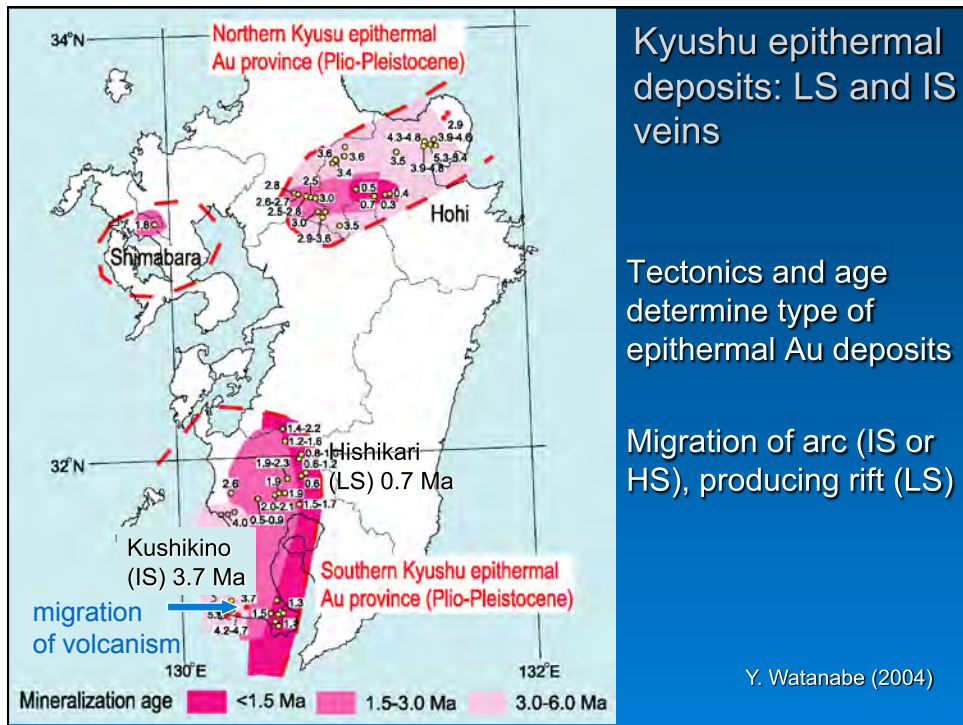 Kyushu epithermal
deposits: LS and IS
veins
Tectonics and age
determine type of
epithermal Au deposits
Migration of arc (IS or
HS), producing rift (LS)
Y. Watanabe (2004)
34°N
Northern Kyusu epithermal
Au province (Plio-Pleistocene)
2.9
4.3-4.8
3.9-4.6
3.6
3.6
3.5
5.3-5.4
3.4
3.9-4.8
2.5
2.8
3.0
0.5
0.4
2.6-2.7
0.7
0.3
2.5-2.8
Hohi
3.0
3.5
2.9-3.6
1.8
Shimabara
1.4-2.2
1.2-1.6
32°N
Hishikari
(LS) 0.7 Ma
1.9-2.3
0.6-1.2
1.9
0.6
2.6
1.9
2.0-2.1
1.5-1.7
4.0
0.5-0.9
Kushikino
(IS) 3.7 Ma
Southern Kyushu epithermal
Au province (Plio-Pleistocene)
migration
of volcanism
3.7
1.3
1.5
4.2-4.7
1.3
130°E
132°E
Mineralization age
<1.5 Ma
1.5-3.0 Ma
3.0-6.0 Ma